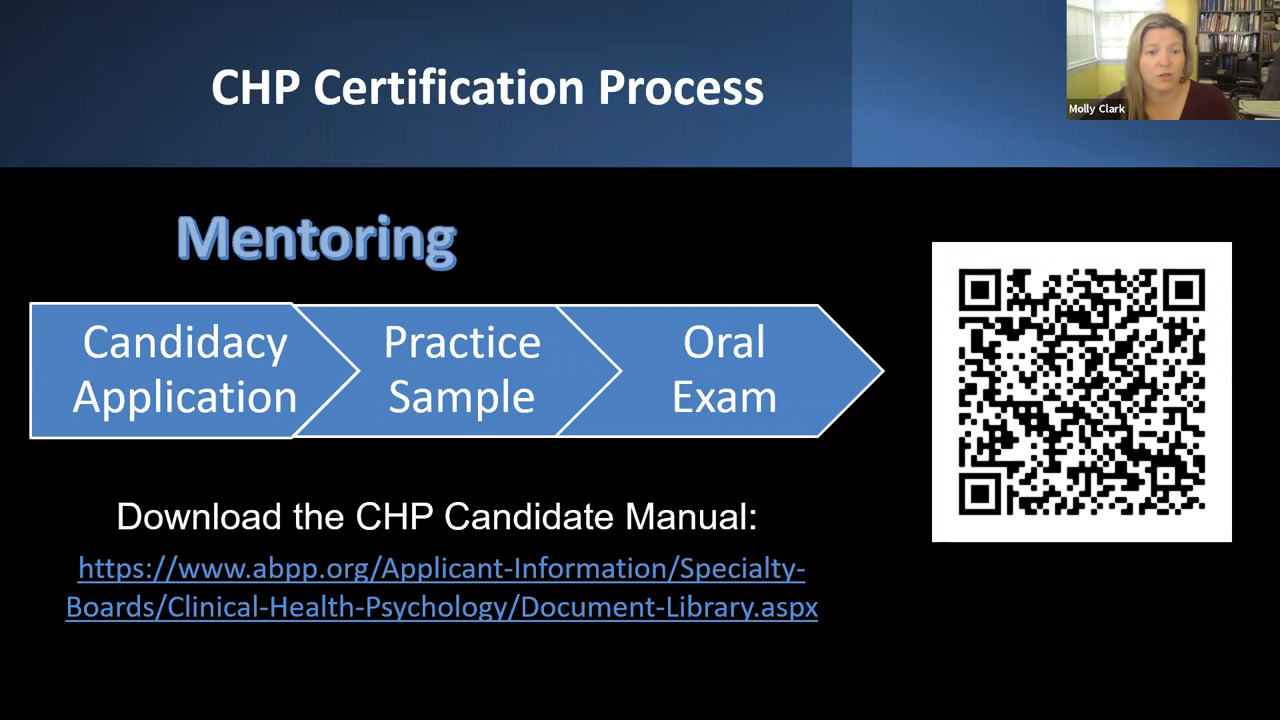 CHP Certification Process
Molly Clark
Mentoring
Candidacy
Application
Practice
Sample
Oral
Exam
Download the CHP Candidate Manual:
https://www.abpp.org/Applicant-Information/Specialty-
Boards/Clinical-Health-Psychology/Document-Library.aspx